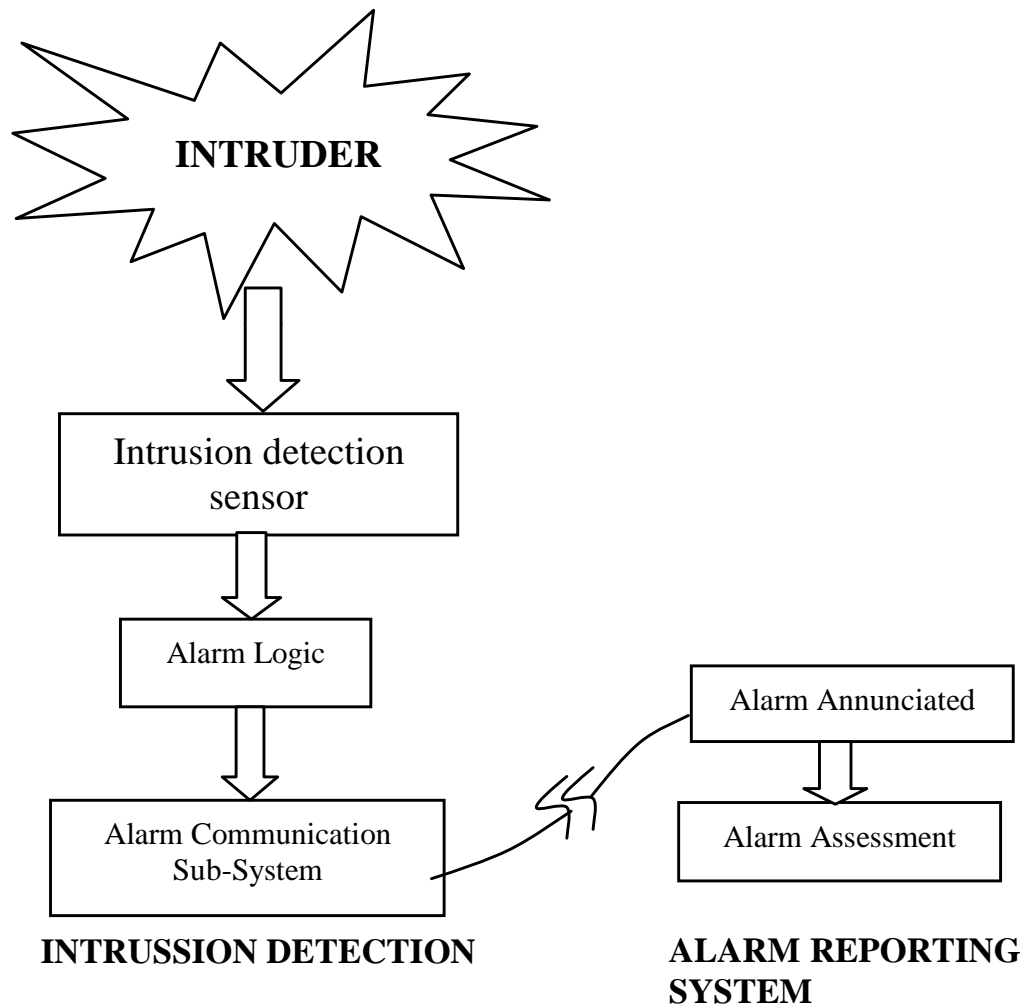 INTRUDER
Intrusion detection
sensor
Alarm Logic
Alarm Communication
Sub-System
INTRUSSION DETECTION
Alarm Annunciated
Alarm Assessment
ALARM REPORTING
SYSTEM